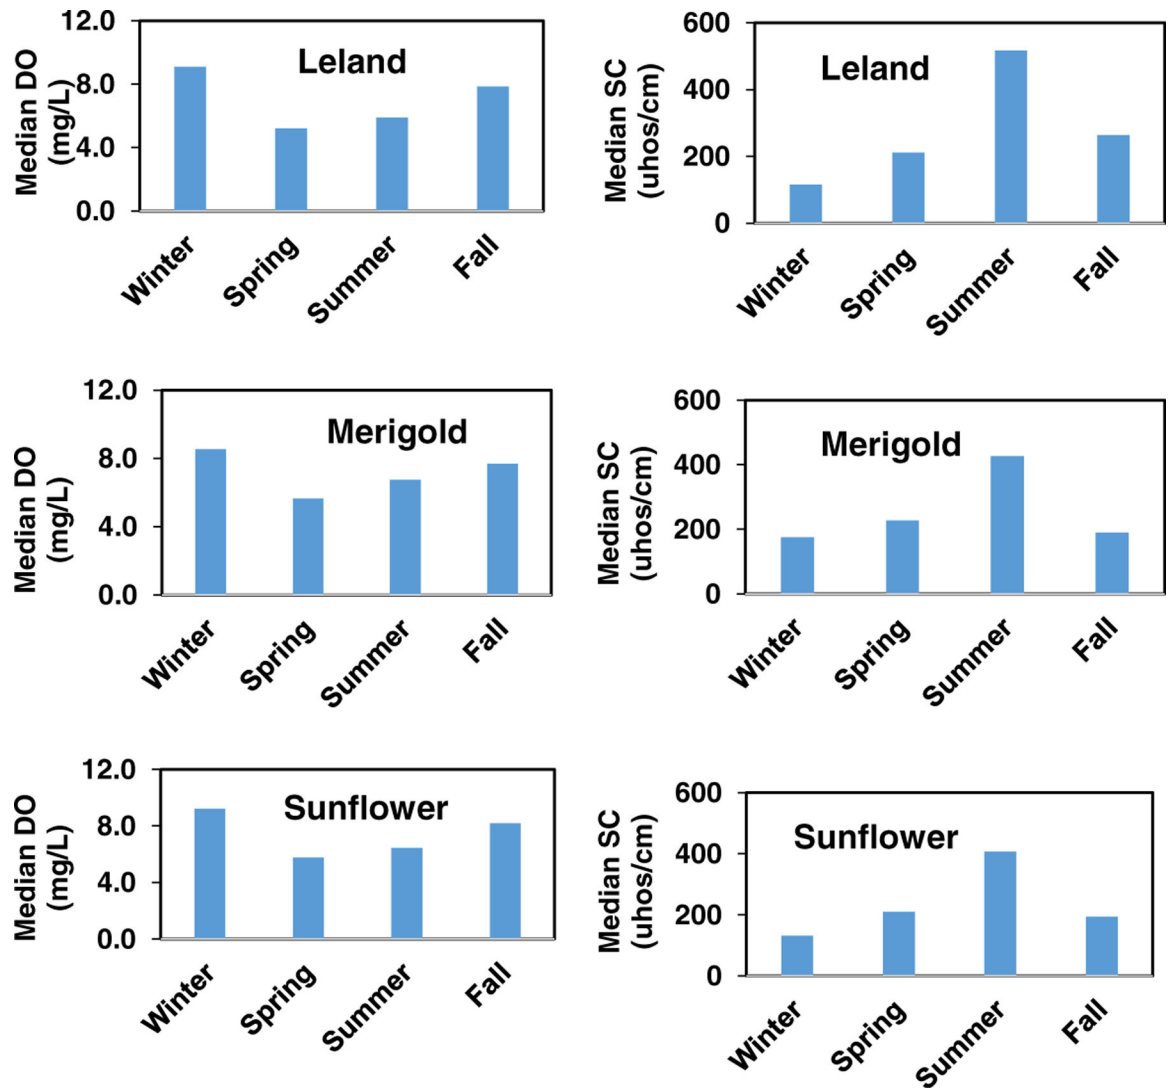 12.0
8.0
4.0
0.0
Median DO
(mg/L)
Leland
Winter
Spring
Summer
Fall
600
400
200
0
Median SC
(uhos/cm)
Leland
Winter
Spring
Summer
Fall
12.0
8.0
4.0
0.0
Median DO
(mg/L)
Merigold
Winter
Spring
Summer
Fall
600
400
200
0
Median SC
(uhos/cm)
Merigold
Winter
Spring
Summer
Fall
12.0
8.0
4.0
0.0
Median DO
(mg/L)
Sunflower
Winter
Spring
Summer
Fall
600
400
200
0
Median SC
(uhos/cm)
Sunflower
Winter
Spring
Summer
Fall